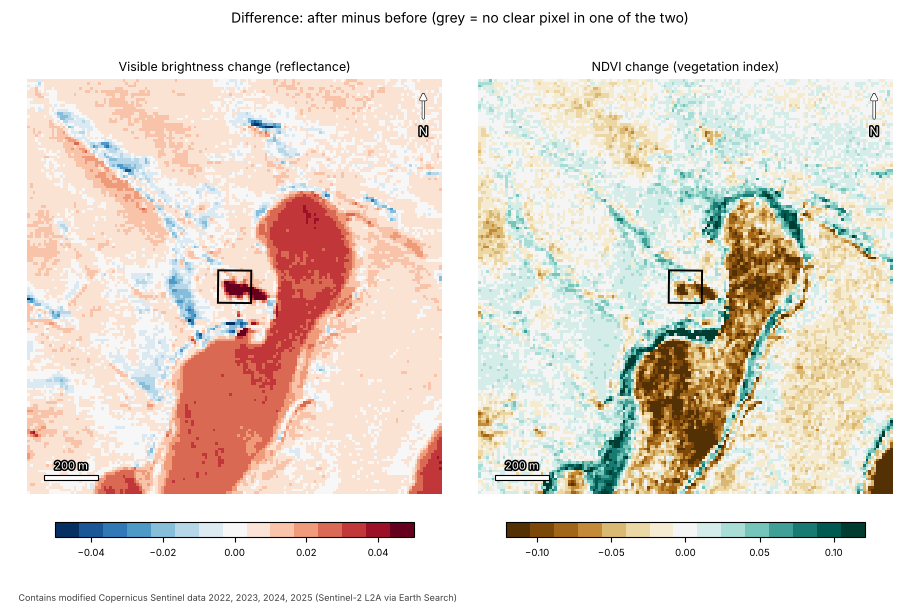 Difference: after minus before (grey = no clear pixel in one of the two)
Visible brightness change (reflectance)
NDVI change (vegetation index)
N
N
200 m
200 m
−0.04 −0.02 0.00 0.02 0.04
−0.10 −0.05 0.00 0.05 0.10
Contains modified Copernicus Sentinel data 2022, 2023, 2024, 2025 (Sentinel-2 L2A via Earth Search)